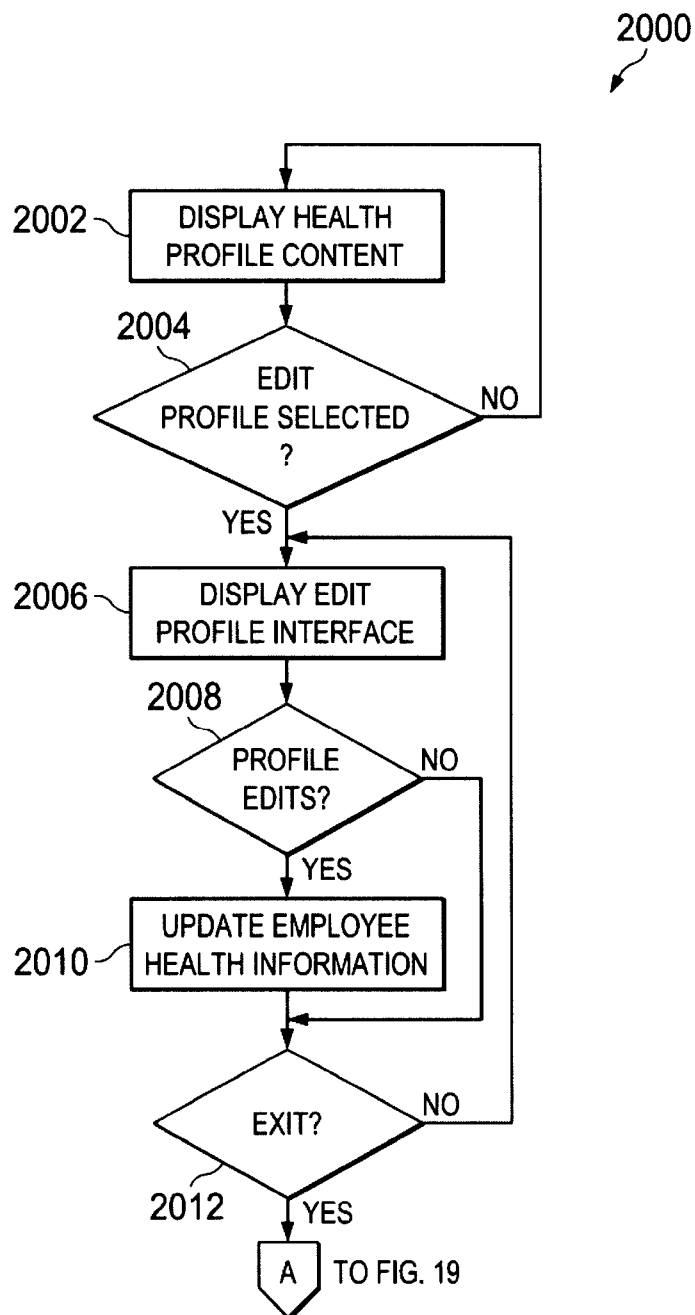 2000
2002
DISPLAY HEALTH
PROFILE CONTENT
2004
EDIT
PROFILE SELECTED
?
NO
YES
2006
DISPLAY EDIT
PROFILE INTERFACE
2008
PROFILE
EDITS?
NO
YES
2010
UPDATE EMPLOYEE
HEALTH INFORMATION
EXIT?
NO
2012
YES
A
TO FIG. 19